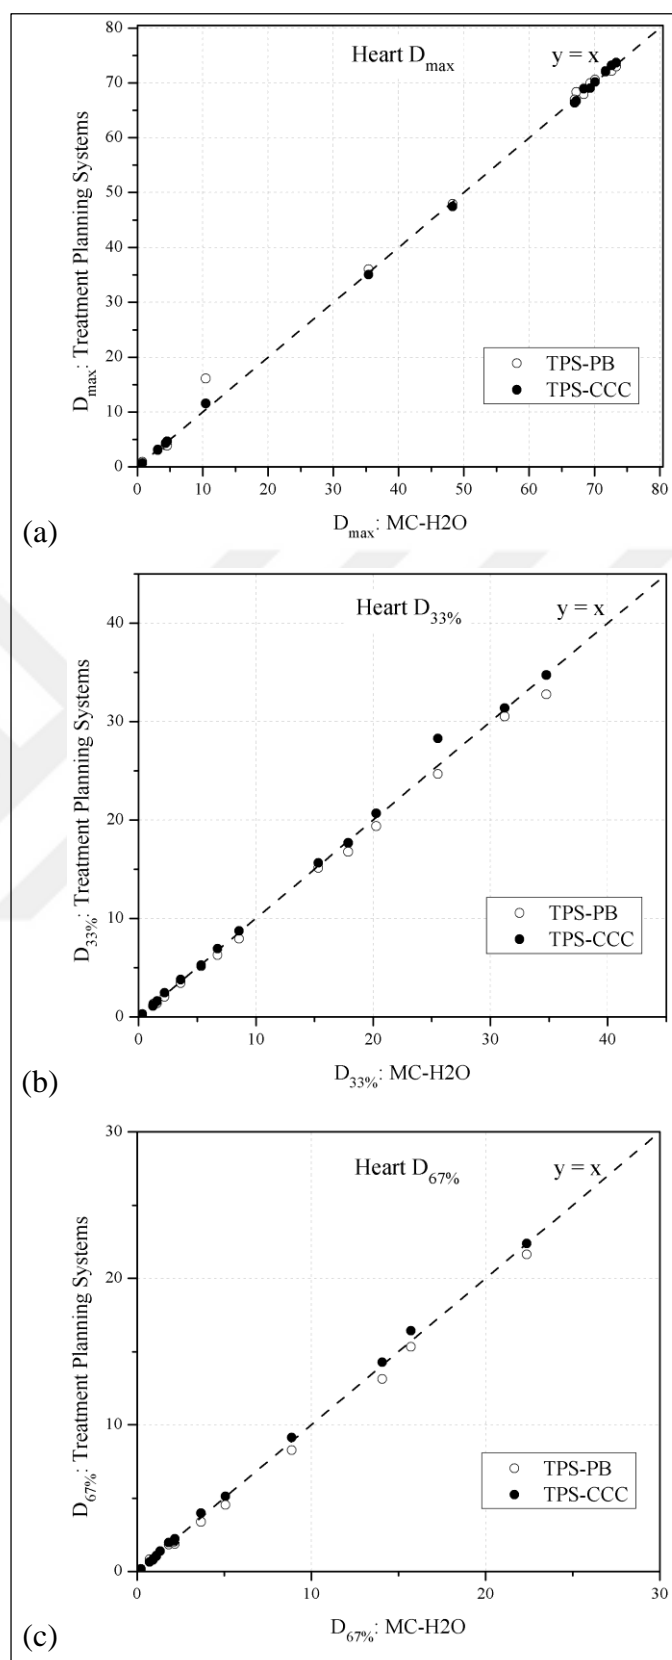 Heart Dmax
y = x
Dmax: Treatment Planning Systems
80
70
60
50
40
30
20
10
0
TPS-PB
TPS-CCC
0 10 20 30 40 50 60 70 80
Dmax: MC-H2O
(a)
Heart D33%
y = x
D33%: Treatment Planning Systems
40
30
20
10
0
TPS-PB
TPS-CCC
0 10 20 30 40
D33%: MC-H2O
(b)
Heart D67%
y = x
D67%: Treatment Planning Systems
30
20
10
0
TPS-PB
TPS-CCC
0 10 20 30
D67%: MC-H2O
(c)